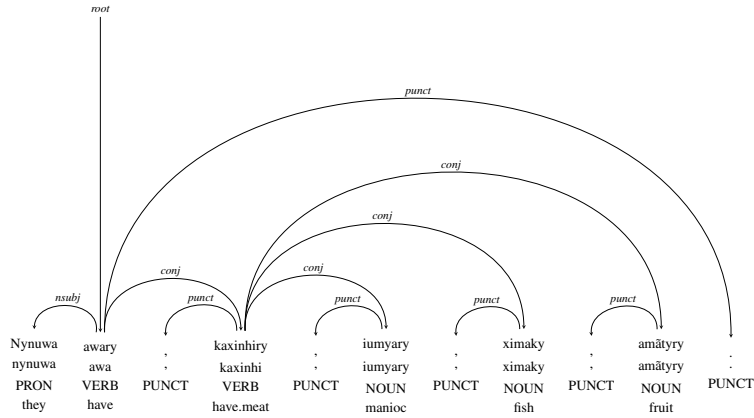 root
punct
conj
conj
conj
conj
nsubj
punct
punct
punct
punct
Nynuwa awary , kaxinhiry , iumyary , ximaky , amãtyry .
nynuwa awa , kaxinhi , iumyary , ximaky , amãtyry .
PRON VERB PUNCT VERB PUNCT NOUN PUNCT NOUN PUNCT NOUN PUNCT
they have have.meat manioc fish fruit